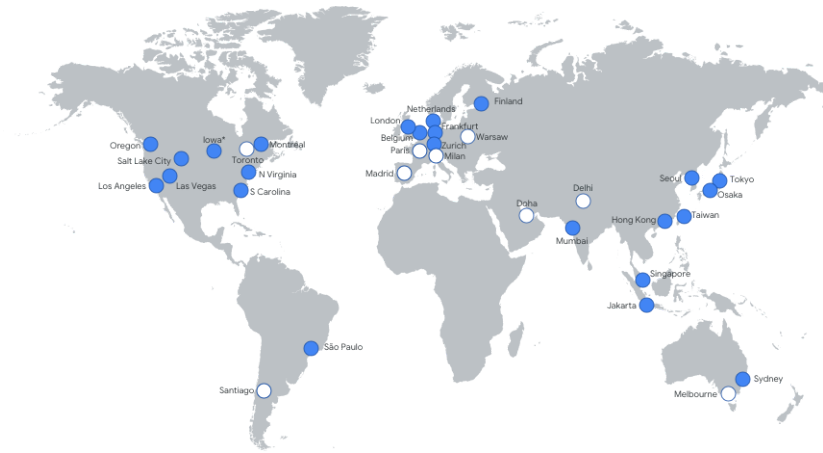 Finland
Netherlands
London
Frankfurt
Belgium
Warsaw
Oregon
Iowa*
Montréal
Paris
Zurich
Milan
Salt Lake City
Toronto
Madrid
N Virginia
Los Angeles
Las Vegas
S Carolina
Seoul
Tokyo
Osaka
Delhi
Doha
Hong Kong
Taiwan
Mumbai
Singapore
Jakarta
São Paulo
Sydney
Santiago
Melbourne